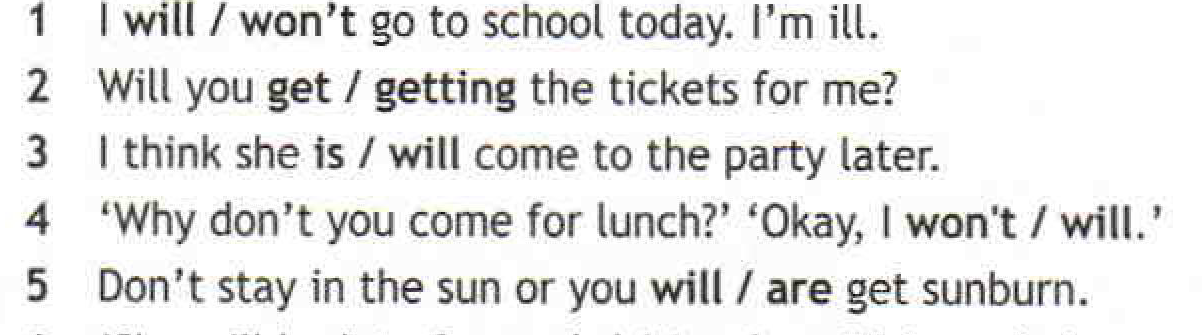 1 I will / won't go to school today. I'm ill.
2 Will you get / getting the tickets for me?
3 I think she is / will come to the party later.
4 ‘Why don't you come for lunch?’ ‘Okay, I won't / will.’
5 Don't stay in the sun or you will / are get sunburn.